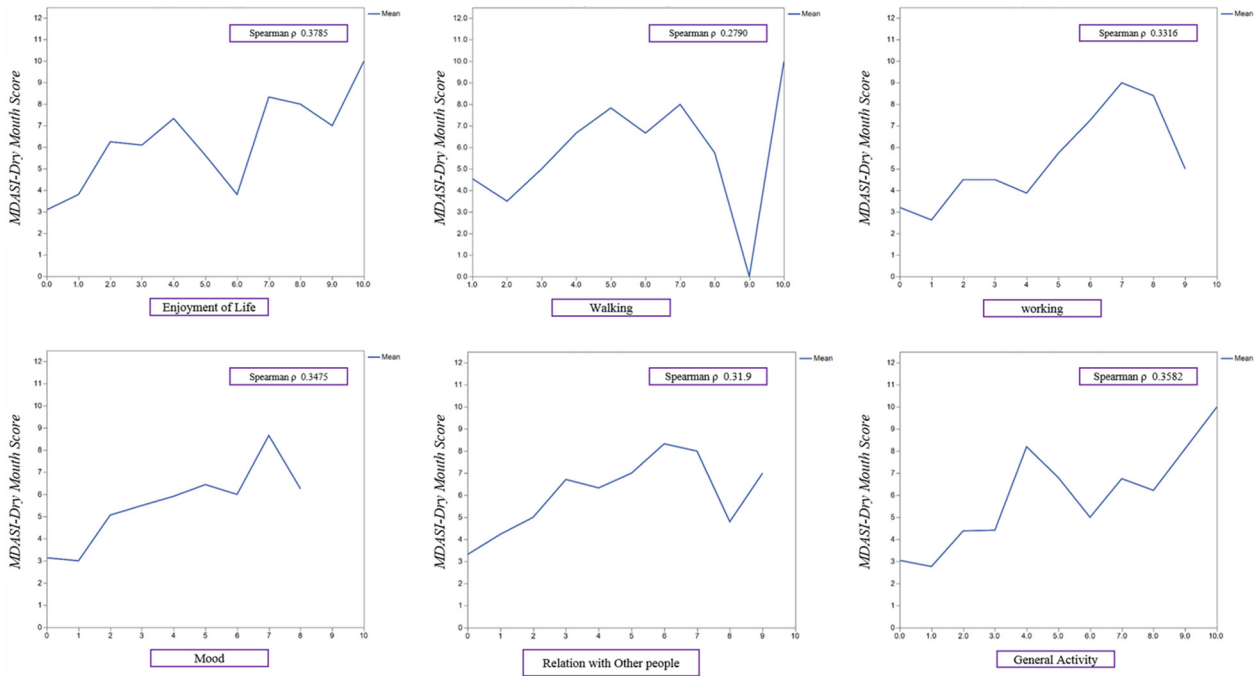 Mean
Spearman ρ 0.3785
MDASI-Dry Mouth Score
12
11
10
9
8
7
6
5
4
3
2
1
0
1.0 1.0 2.0 3.0 4.0 5.0 6.0 7.0 8.0 9.0 10.0
Enjoyment of Life
Mean
Spearman ρ 0.2790
MDASI-Dry Mouth Score
12.0
11.0
10.0
9.0
8.0
7.0
6.0
5.0
4.0
3.0
2.0
1.0
0.0
1.0 2.0 3.0 4.0 5.0 6.0 7.0 8.0 9.0 10.0
Walking
Mean
Spearman ρ 0.3316
MDASI-Dry Mouth Score
12
11
10
9
8
7
6
5
4
3
2
1
0
0 1 2 3 4 5 6 7 8 9 10
working
Mean
Spearman ρ 0.3475
MDASI-Dry Mouth Score
12
11
10
9
8
7
6
5
4
3
2
1
0
0 1 2 3 4 5 6 7 8 10
Mood
Mean
Spearman ρ 0.31.9
MDASI-Dry Mouth Score
12
11
10
9
8
7
6
5
4
3
2
1
0
0 1 2 3 4 5 6 7 8 9 10
Relation with Other people
Mean
Spearman ρ 0.3582
MDASI-Dry Mouth Score
12
11
10
9
8
7
6
5
4
3
2
1
0
0.0 1.0 2.0 3.0 4.0 5.0 6.0 7.0 8.0 9.0 10.0
General Activity